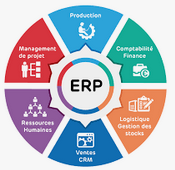 Production
Management
de projet
Comptabilité
Finance
ERP
Ressources
Humaines
Logistique
Gestion des
stocks
Ventes
CRM